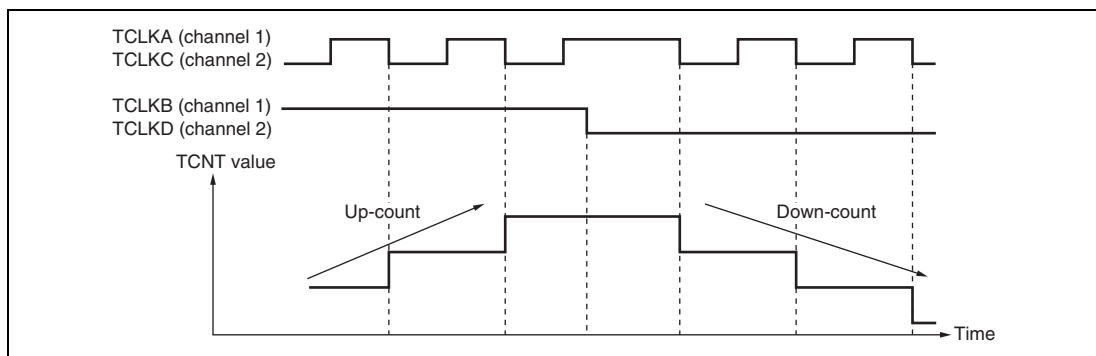 TCLKA (channel 1)
TCLKC (channel 2)
TCLKB (channel 1)
TCLKD (channel 2)
TCNT value
Up-count
Down-count
Time